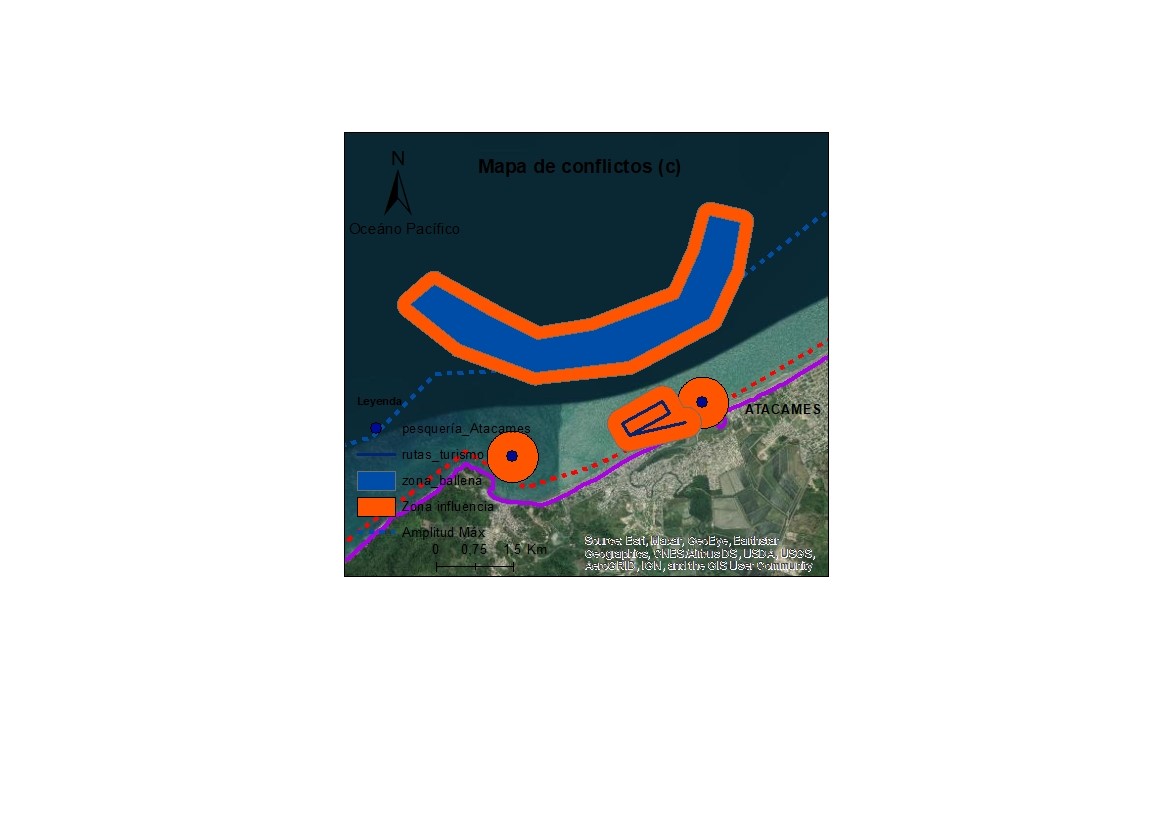 Mapa de conflictos (c)
N
Oceáno Pacífico
ATACAMES
Leyenda
pesquería_Atacames
rutas_turismo
zona_ballena
Zona influencia
Amplitud Máx
0 0.75 1.5 Km
Source: Esri, Maxar, GeoEye, Earthstar
Geographics, CNES/Airbus DS, USDA, USGS,
AeroGRID, IGN, and the GIS User Community